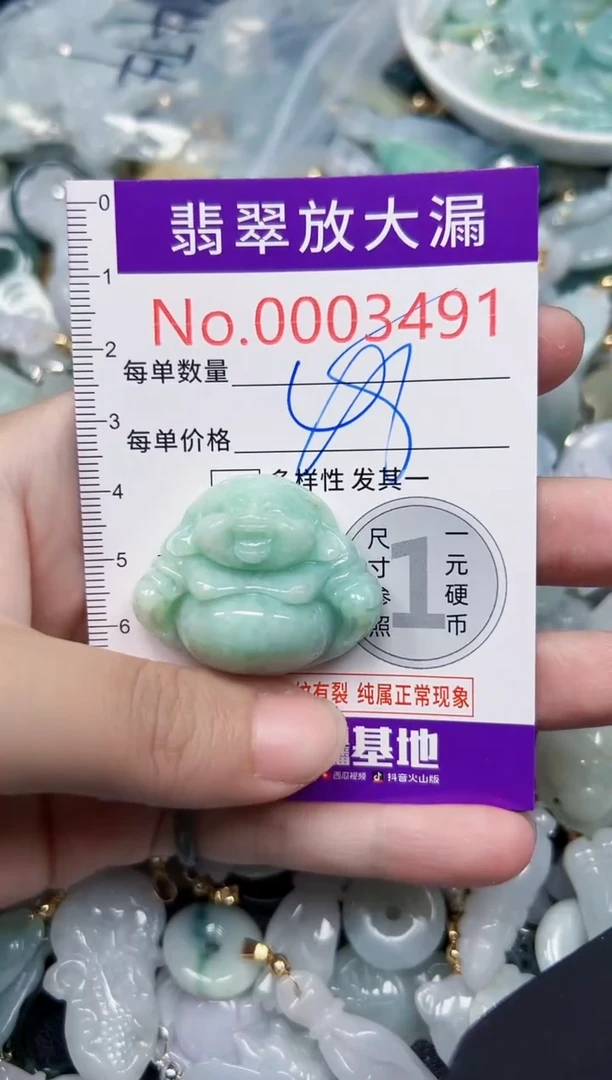 0
翡翠放大漏
1
No.0003491
2
每单数量
3
每单价格
4
多样性 发其一
5
尺寸参照
1
一元硬币
6
有裂 纯属正常现象
基地
西瓜视频 抖音火山版